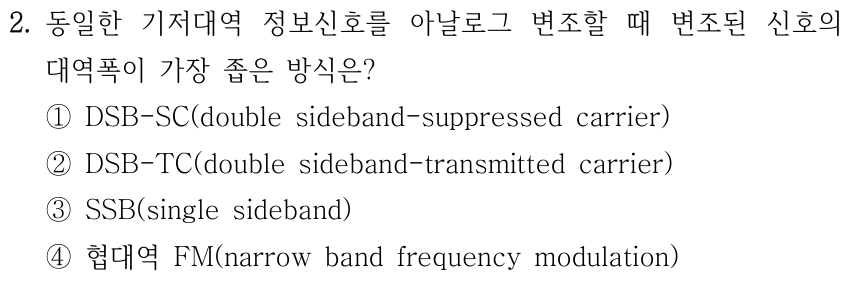 2. 동일한 기저대역 정보신호를 아날로그 변조할 때 변조된 신호의
대역폭이 가장 좁은 방식은?
① DSB-SC(double sideband-suppressed carrier)
② DSB-TC(double sideband-transmitted carrier)
③ SSB(single sideband)
④ 협대역 FM(narrow band frequency modulation)